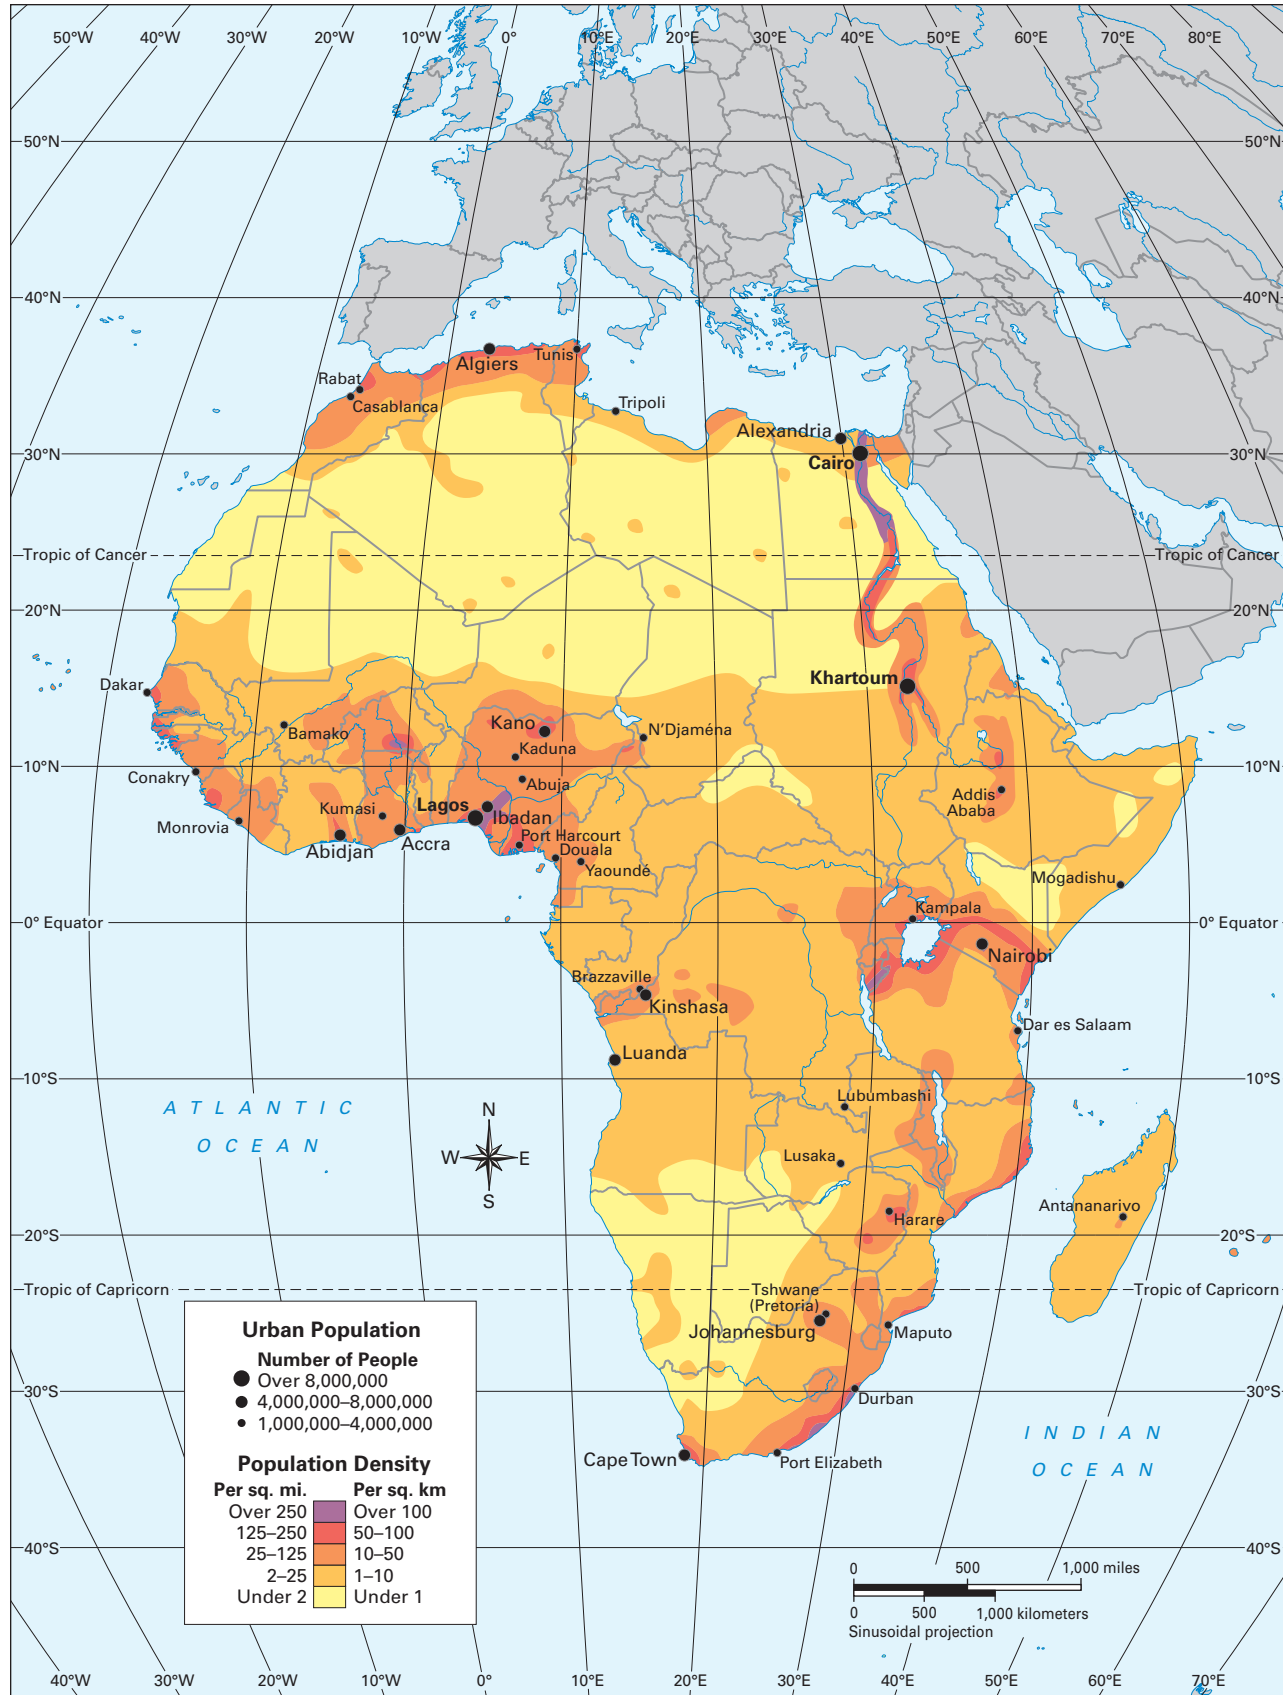 50°W
40°W
30°W
20°W
10°W
0°
10°E
20°E
30°E
40°E
50°E
60°E
70°E
80°E
50°N
50°N
40°N
40°N
Algiers
Tunis
Rabat
Casablanca
Tripoli
Alexandria
Cairo
30°N
30°N
Tropic of Cancer
Tropic of Cancer
20°N
20°N
Khartoum
Dakar
Kano
N'Djaména
Bamako
Kaduna
10°N
10°N
Conakry
Abuja
Addis
Ababa
Lagos
Kumasi
Ibadan
Monrovia
Port Harcourt
Abidjan
Accra
Douala
Yaoundé
Mogadishu
Kampala
0° Equator
0° Equator
Nairobi
Brazzaville
Kinshasa
Dar es Salaam
Luanda
10°S
10°S
Lubumbashi
ATLANTIC
OCEAN
N
W
E
S
Lusaka
Antananarivo
Harare
20°S
20°S
Tropic of Capricorn
Tropic of Capricorn
Tshwane
(Pretoria)
Johannesburg
Maputo
30°S
30°S
Durban
Cape Town
Port Elizabeth
INDIAN
OCEAN
Urban Population
Number of People
Over 8,000,000
4,000,000–8,000,000
1,000,000–4,000,000
Population Density
Per sq. mi.
Per sq. km
Over 250
Over 100
125–250
50–100
25–125
10–50
2–25
1–10
Under 2
Under 1
40°S
40°S
0
500
1,000 miles
0
500
1,000 kilometers
Sinusoidal projection
40°W
30°W
20°W
10°W
0°
10°E
20°E
30°E
40°E
50°E
60°E
70°E